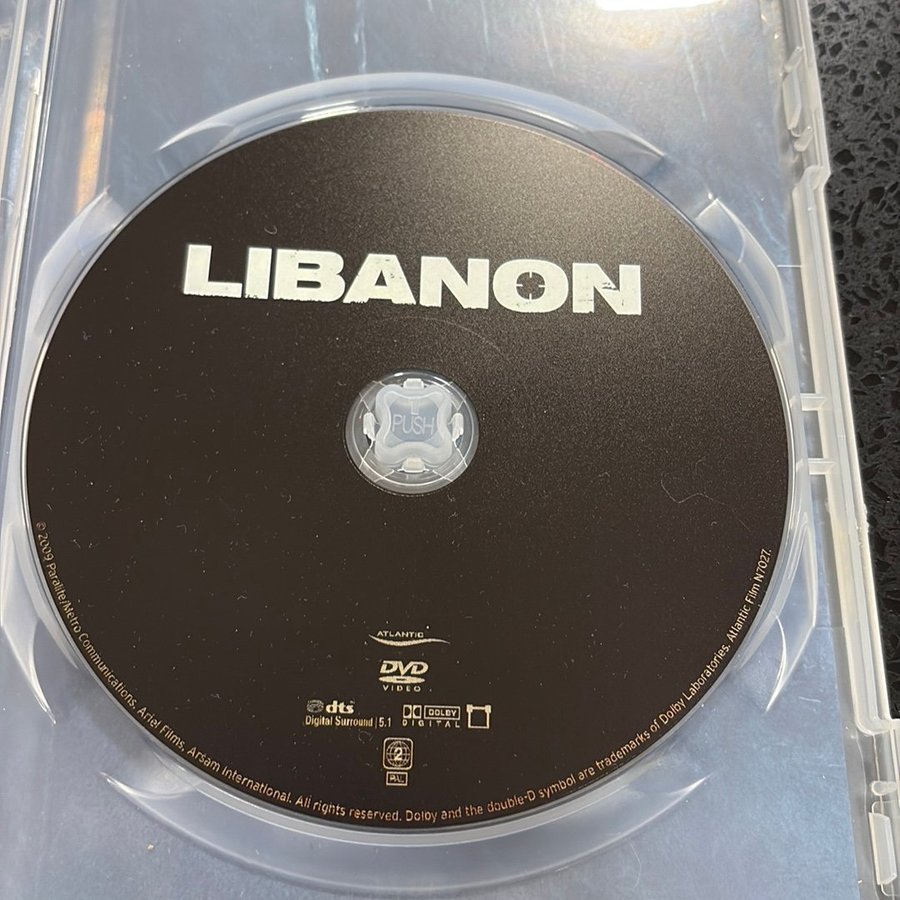 LIBANON
PUSH
ATLANTIC
DVD
VIDEO
dts
Digital Surround | 5.1
DOLBY
DIGITAL
2
PAL
© 2009 Paralite/Metro Communications, Ariel Films, Arsam International. All rights reserved. Dolby and the double-D symbol are trademarks of Dolby Laboratories. Atlantic Film N7027.